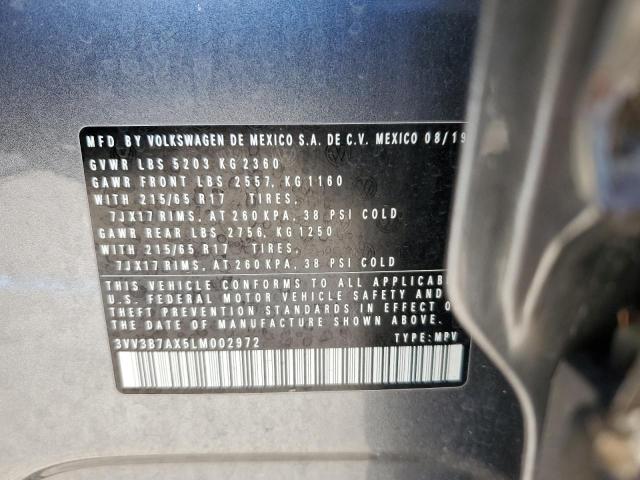 MFD. BY VOLKSWAGEN DE MEXICO S.A. DE C.V. MEXICO 08/19
GVWR LBS 5203 KG 2360
GAWR FRONT LBS 2557, KG 1160
WITH 215/65 R17 TIRES,
7JX17 RIMS, AT 260 KPA, 38 PSI COLD
GAWR REAR LBS 2756, KG 1250
WITH 215/65 R17 TIRES,
7JX17 RIMS, AT 260 KPA, 38 PSI COLD
THIS VEHICLE CONFORMS TO ALL APPLICAB
U.S. FEDERAL MOTOR VEHICLE SAFETY AND
THEFT PREVENTION STANDARDS IN EFFECT O
THE DATE OF MANUFACTURE SHOWN ABOVE.
3VV3B7AX5LM002972 TYPE: MPV